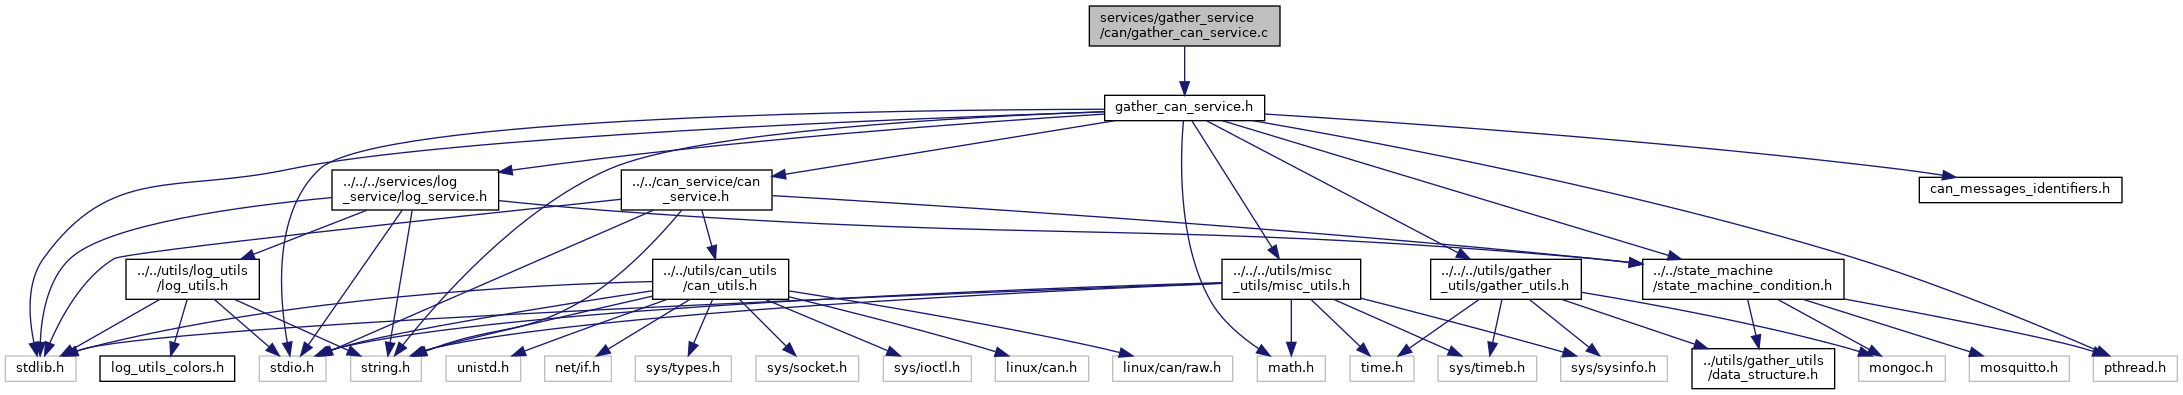 services/gather_service
/can/gather_can_service.c
gather_can_service.h
../../../services/log
_service/log_service.h
../../can_service/can
_service.h
can_messages_identifiers.h
../../utils/log_utils
/log_utils.h
../../utils/can_utils
/can_utils.h
../../../utils/misc
_utils/misc_utils.h
../../../utils/gather
_utils/gather_utils.h
../../state_machine
/state_machine_condition.h
stdlib.h
log_utils_colors.h
stdio.h
string.h
unistd.h
net/if.h
sys/types.h
sys/socket.h
sys/ioctl.h
linux/can.h
linux/can/raw.h
math.h
time.h
sys/timeb.h
sys/sysinfo.h
../utils/gather_utils
/data_structure.h
mongoc.h
mosquitto.h
pthread.h